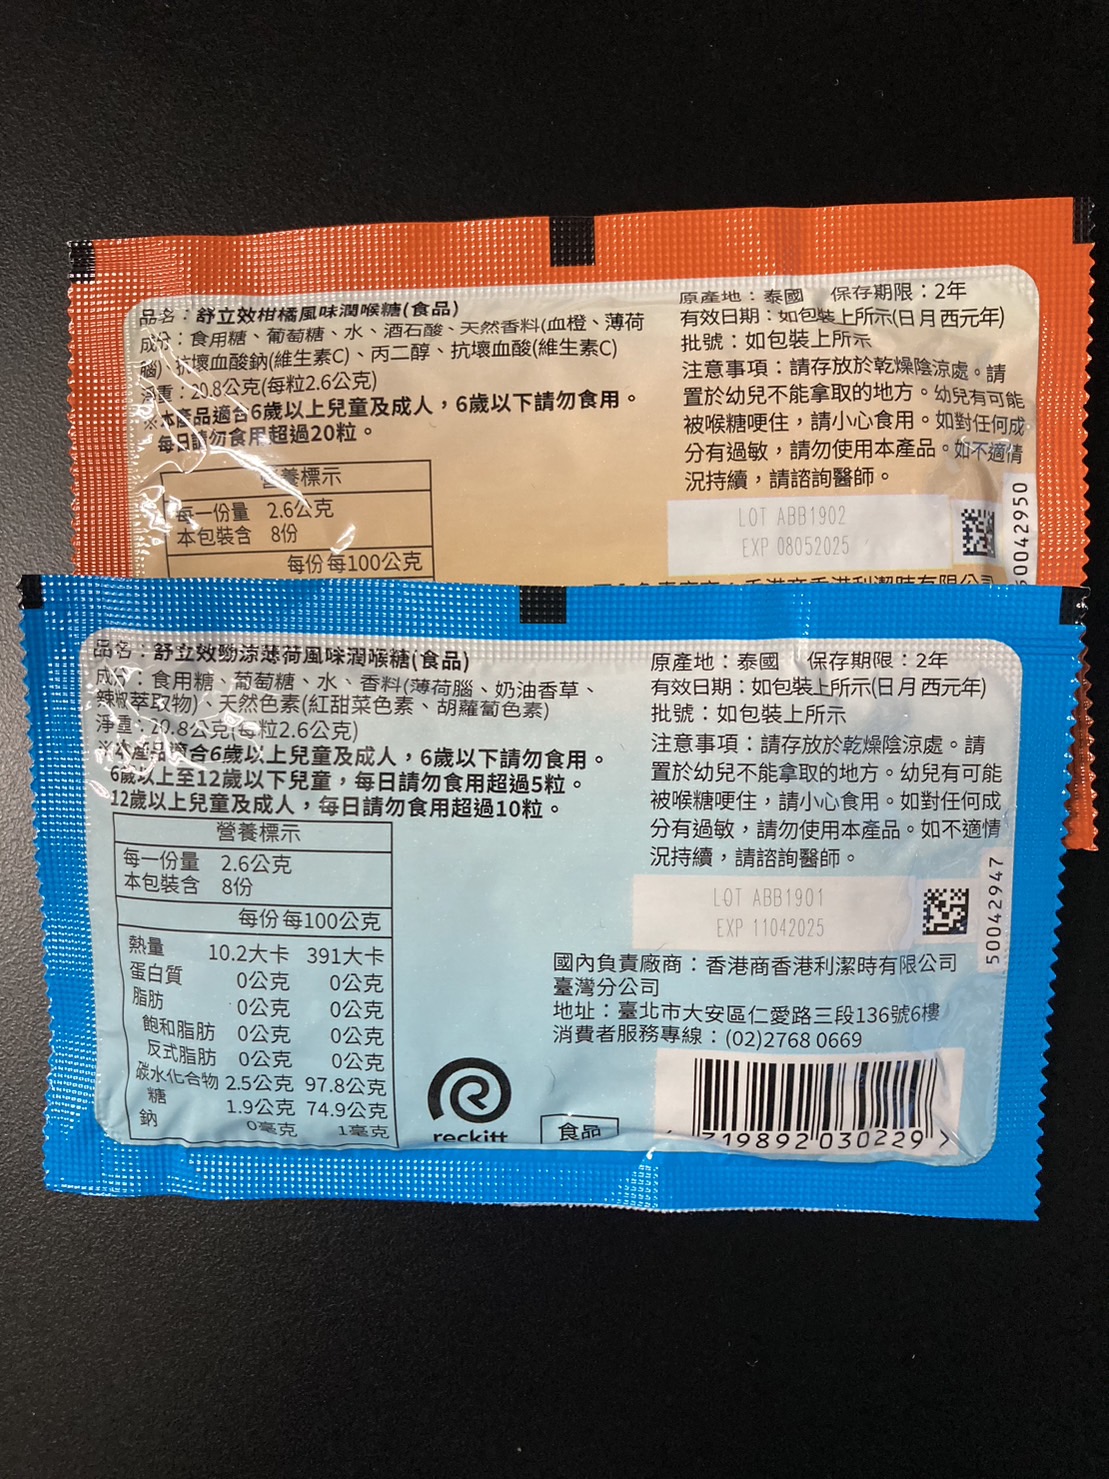 品名：舒立效柑橘風味潤喉糖(食品)
成分：食用糖、葡萄糖、水、酒石酸、天然香料(血橙、薄荷
腦)、抗壞血酸鈉(維生素C)、丙二醇、抗壞血酸(維生素C)
淨重：20.8公克(每粒2.6公克)
※本產品適合6歲以上兒童及成人，6歲以下請勿食用。
每日請勿食用超過20粒。
營養標示
每一份量 2.6公克
本包裝含 8份
每份 每100公克
原產地：泰國 保存期限：2年
有效日期：如包裝上所示(日月西元年)
批號：如包裝上所示
注意事項：請存放於乾燥陰涼處。請
置於幼兒不能拿取的地方。幼兒有可能
被喉糖哽住，請小心食用。如對任何成
分有過敏，請勿使用本產品。如不適情
況持續，請諮詢醫師。
LOT ABB1902
EXP 08052025
50042950
品名：舒立效勁涼薄荷風味潤喉糖(食品)
成分：食用糖、葡萄糖、水、香料(薄荷腦、奶油香草、
辣椒萃取物)、天然色素(紅甜菜色素、胡蘿蔔色素)
淨重：20.8公克(每粒2.6公克)
※本產品適合6歲以上兒童及成人，6歲以下請勿食用。
6歲以上至12歲以下兒童，每日請勿食用超過5粒。
12歲以上兒童及成人，每日請勿食用超過10粒。
營養標示
每一份量 2.6公克
本包裝含 8份
每份 每100公克
熱量 10.2大卡 391大卡
蛋白質 0公克 0公克
脂肪 0公克 0公克
飽和脂肪 0公克 0公克
反式脂肪 0公克 0公克
碳水化合物 2.5公克 97.8公克
糖 1.9公克 74.9公克
鈉 0毫克 1毫克
原產地：泰國 保存期限：2年
有效日期：如包裝上所示(日月西元年)
批號：如包裝上所示
注意事項：請存放於乾燥陰涼處。請
置於幼兒不能拿取的地方。幼兒有可能
被喉糖哽住，請小心食用。如對任何成
分有過敏，請勿使用本產品。如不適情
況持續，請諮詢醫師。
LOT ABB1901
EXP 11042025
50042947
國內負責廠商：香港商香港利潔時有限公司
臺灣分公司
地址：臺北市大安區仁愛路三段136號6樓
消費者服務專線：(02)2768 0669
reckitt
食品
719892 030229 >